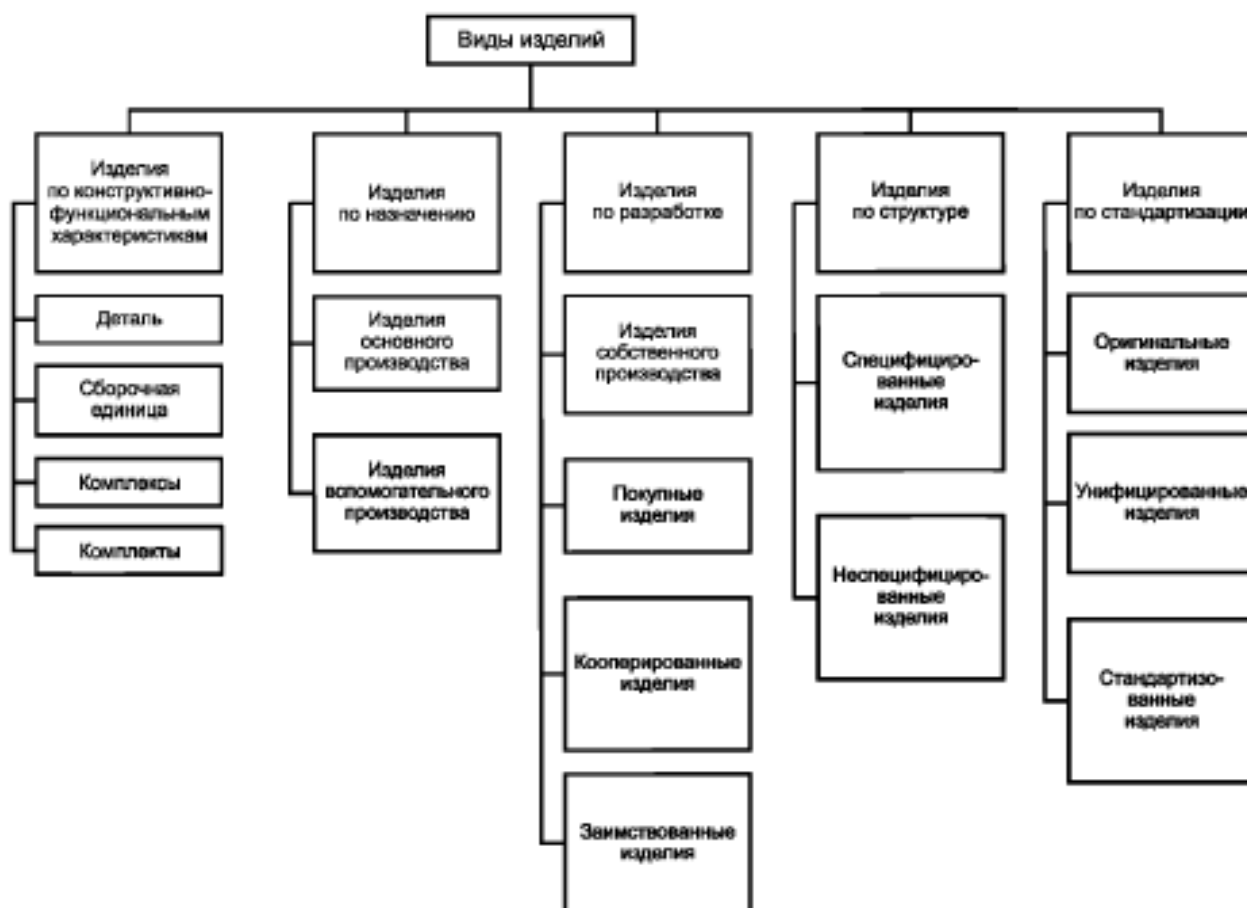 Виды изделий
Изделия
по конструктивно-
функциональным
характеристикам
Деталь
Сборочная
единица
Комплексы
Комплекты
Изделия
по назначению
Изделия
основного
производства
Изделия
вспомогательного
производства
Изделия
по разработке
Изделия
собственного
производства
Покупные
изделия
Кооперированные
изделия
Заимствованные
изделия
Изделия
по структуре
Специфициро-
ванные
изделия
Неспецифициро-
ванные
изделия
Изделия
по стандартизации
Оригинальные
изделия
Унифицированные
изделия
Стандартизо-
ванные
изделия